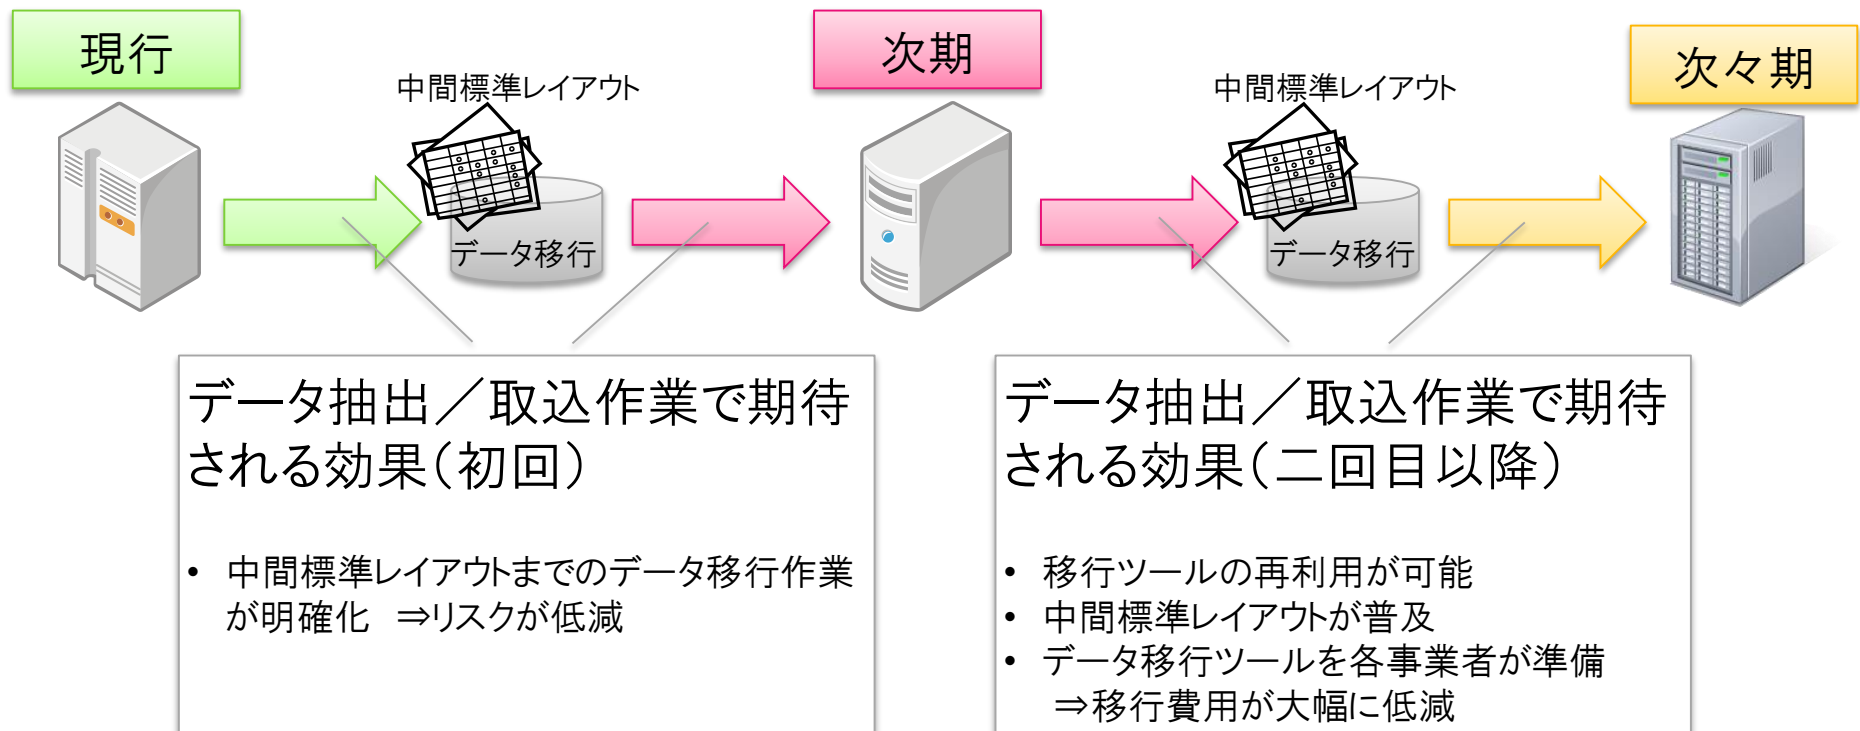 現行
次期
次々期
中間標準レイアウト
中間標準レイアウト
データ移行
データ移行
データ抽出／取込作業で期待
される効果（初回）
• 中間標準レイアウトまでのデータ移行作業
が明確化　⇒リスクが低減
データ抽出／取込作業で期待
される効果（二回目以降）
• 移行ツールの再利用が可能
• 中間標準レイアウトが普及
• データ移行ツールを各事業者が準備
⇒移行費用が大幅に低減